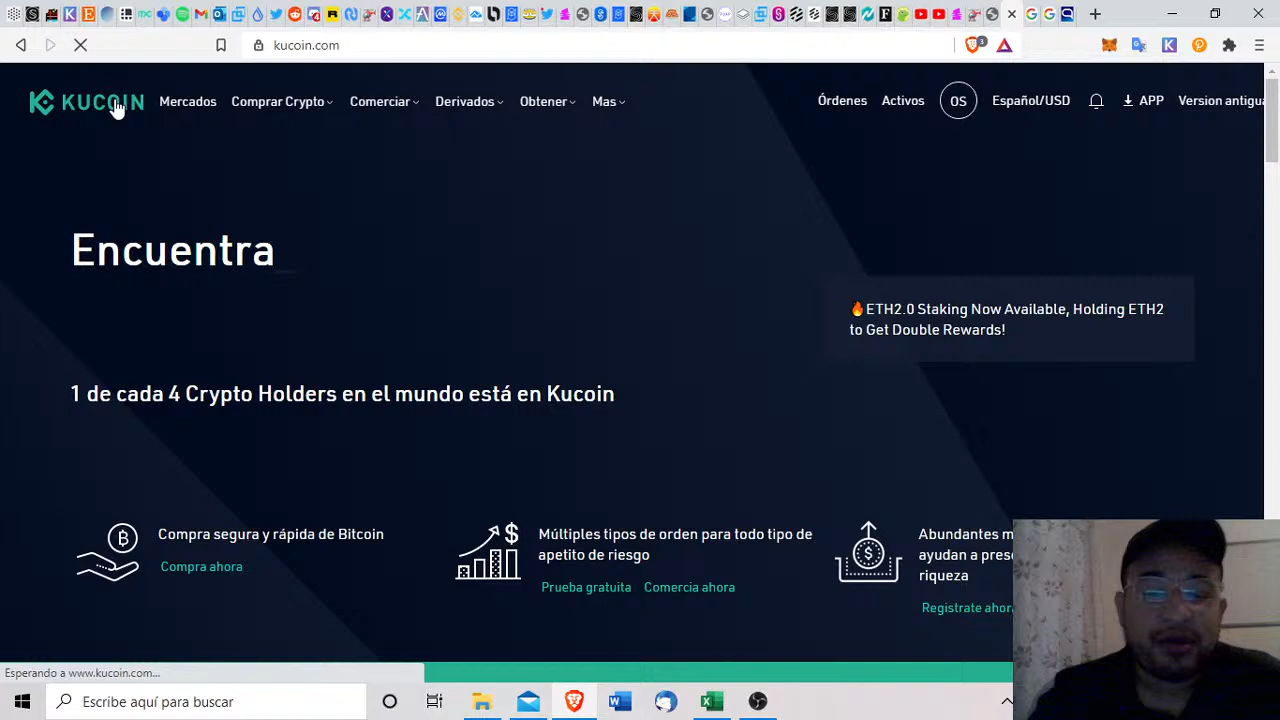 kucoin.com
3
KUCOIN
Mercados
Comprar Crypto
Comerciar
Derivados
Obtener
Mas
Órdenes
Activos
OS
Español/USD
APP
Version antigua
Encuentra
🔥ETH2.0 Staking Now Available, Holding ETH2
to Get Double Rewards!
1 de cada 4 Crypto Holders en el mundo está en Kucoin
Compra segura y rápida de Bitcoin
Compra ahora
Múltiples tipos de orden para todo tipo de
apetito de riesgo
Prueba gratuita
Comercia ahora
Abundantes
ayudan a
riqueza
Registrate ahora
Esperando a www.kucoin.com...
Escribe aquí para buscar